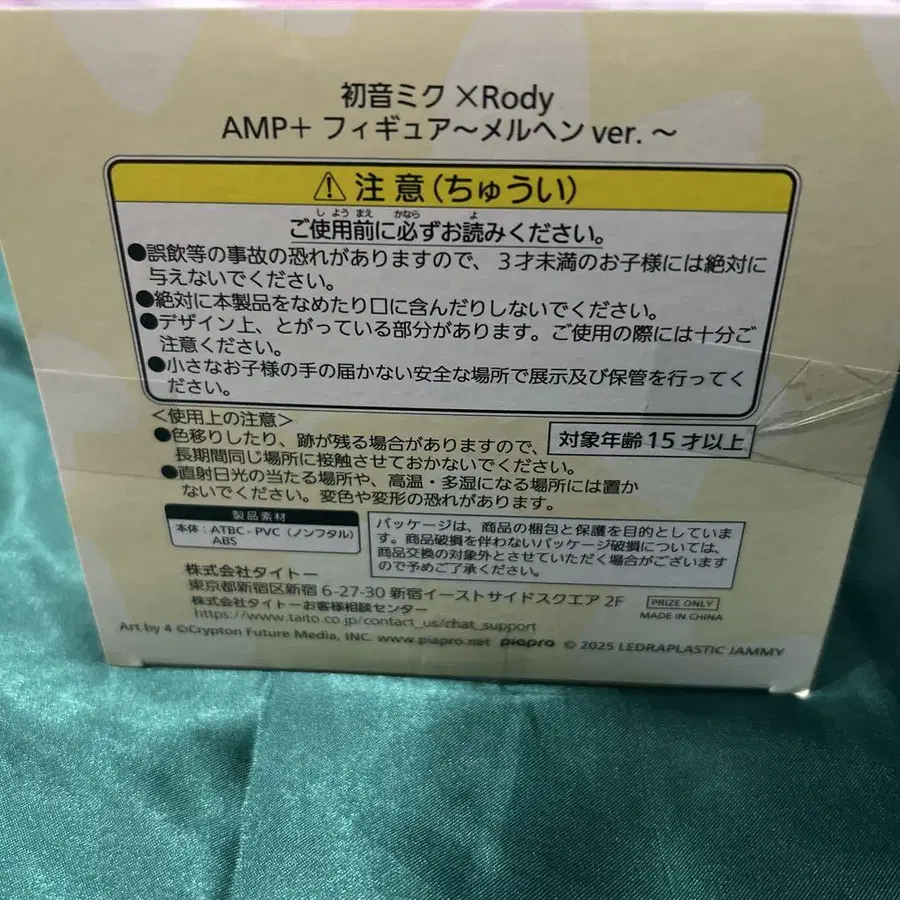 初音ミク ×Rody
AMP+ フィギュア～メルヘン ver. ～
⚠ 注 意(ちゅうい)
し よう まえ かなら よ
ご使用前に必ずお読みください。
●誤飲等の事故の恐れがありますので、３才未満のお子様には絶対に
与えないでください。
●絶対に本製品をなめたり口に含んだりしないでください。
●デザイン上、とがっている部分があります。ご使用の際には十分ご
注意ください。
●小さなお子様の手の届かない安全な場所で展示及び保管を行ってく
ださい。
＜使用上の注意＞
●色移りしたり、跡が残る場合がありますので、
長期間同じ場所に接触させておかないでください。
対象年齢 15 才以上
●直射日光の当たる場所や、高温・多湿になる場所には置か
ないでください。変色や変形の恐れがあります。
製品素材
本体：ATBC - PVC（ノンフタル）
ABS
パッケージは、商品の梱包と保護を目的としていま
す。商品破損を伴わないパッケージ破損については、
商品交換の対象外とさせていただく場合がございます
ので予めご了承ください。
株式会社タイトー
東京都新宿区新宿 6-27-30 新宿イーストサイドスクエア 2F
株式会社タイトーお客様相談センター
https://www.taito.co.jp/contact_us/chat_support
PRIZE ONLY
MADE IN CHINA
Art by 4 ©Crypton Future Media, INC. www.piapro.net piapro © 2025 LEDRAPLASTIC JAMMY